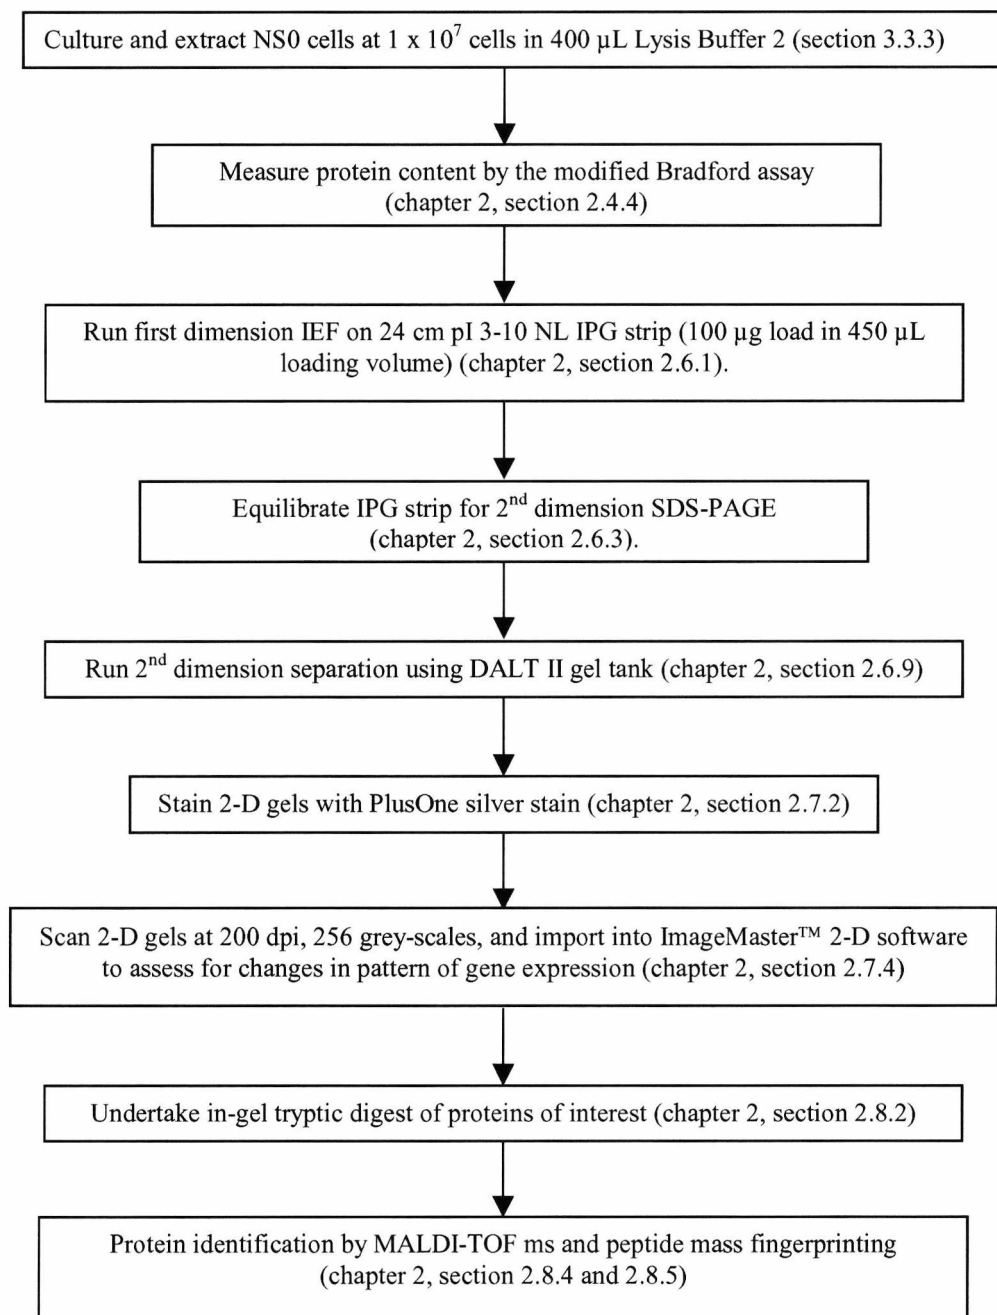 Culture and extract NS0 cells at 1 x 10⁷ cells in 400 µL Lysis Buffer 2 (section 3.3.3)
Measure protein content by the modified Bradford assay
(chapter 2, section 2.4.4)
Run first dimension IEF on 24 cm pI 3-10 NL IPG strip (100 µg load in 450 µL
loading volume) (chapter 2, section 2.6.1).
Equilibrate IPG strip for 2ⁿᵈ dimension SDS-PAGE
(chapter 2, section 2.6.3).
Run 2ⁿᵈ dimension separation using DALT II gel tank (chapter 2, section 2.6.9)
Stain 2-D gels with PlusOne silver stain (chapter 2, section 2.7.2)
Scan 2-D gels at 200 dpi, 256 grey-scales, and import into ImageMaster™ 2-D software
to assess for changes in pattern of gene expression (chapter 2, section 2.7.4)
Undertake in-gel tryptic digest of proteins of interest (chapter 2, section 2.8.2)
Protein identification by MALDI-TOF ms and peptide mass fingerprinting
(chapter 2, section 2.8.4 and 2.8.5)